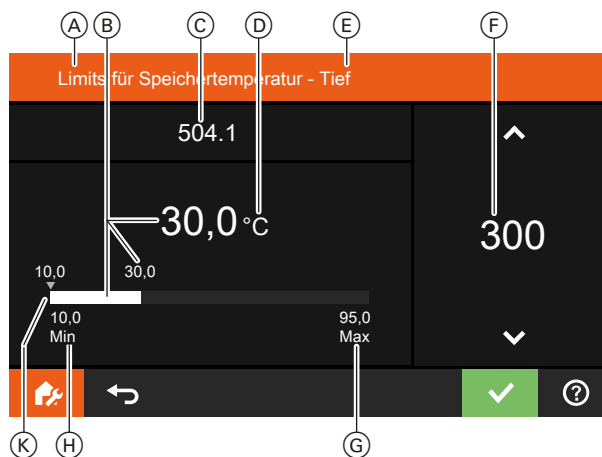 A B C D E F
Limits für Speichertemperatur - Tief
504.1
30,0 °C
300
10,0 30,0
10,0 95,0
Min Max
?
K H G